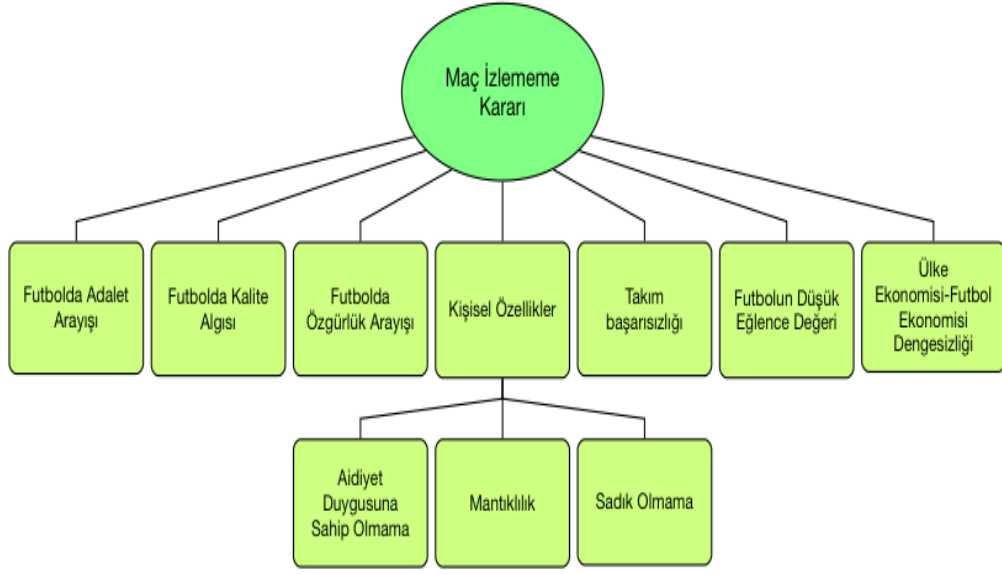 Maç İzlememe
Kararı
Futbolda Adalet
Arayışı
Futbolda Kalite
Algısı
Futbolda
Özgürlük Arayışı
Kişisel Özellikler
Takım
başarısızlığı
Futbolun Düşük
Eğlence Değeri
Ülke
Ekonomisi-Futbol
Ekonomisi
Dengesizliği
Aidiyet
Duygusuna
Sahip Olmama
Mantıklılık
Sadık Olmama